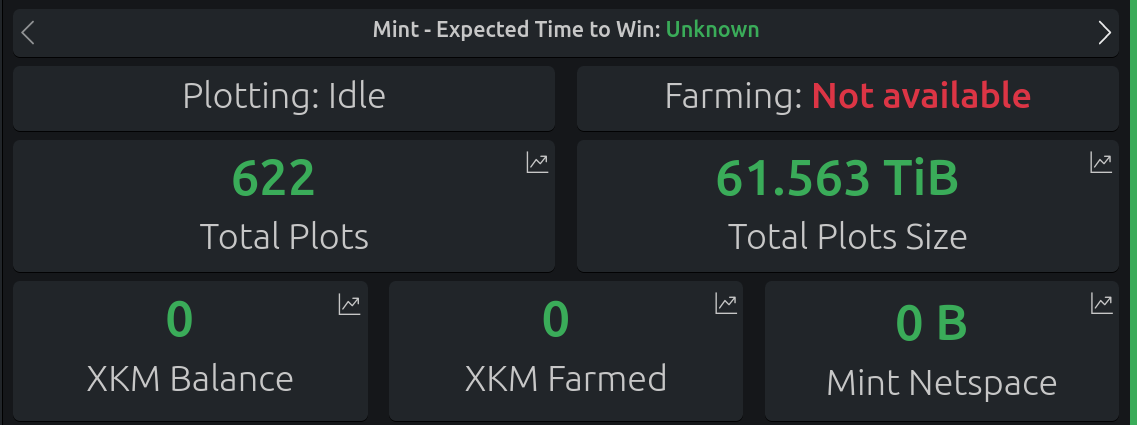 Mint - Expected Time to Win: Unknown
Plotting: Idle
Farming: Not available
622
Total Plots
61.563 TiB
Total Plots Size
0
XKM Balance
0
XKM Farmed
0 B
Mint Netspace